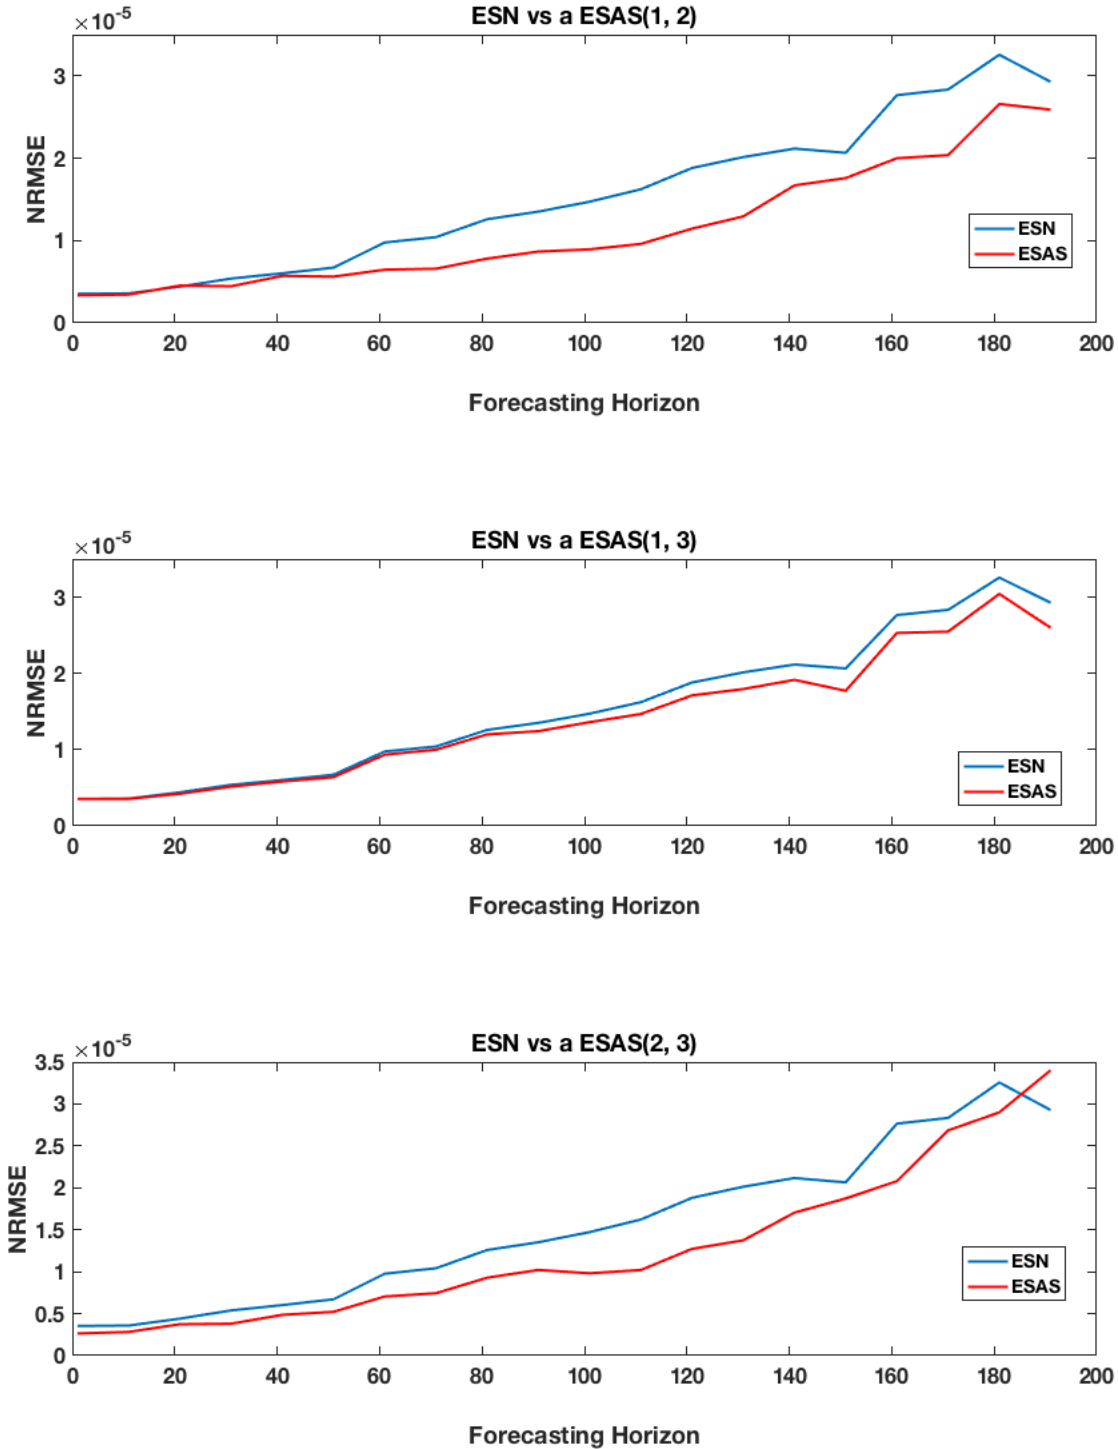 ESN vs a ESAS(1, 2)
×10-5
3
2
1
0
NRMSE
0 20 40 60 80 100 120 140 160 180 200
Forecasting Horizon
ESN
ESAS
ESN vs a ESAS(1, 3)
×10-5
3
2
1
0
NRMSE
0 20 40 60 80 100 120 140 160 180 200
Forecasting Horizon
ESN
ESAS
ESN vs a ESAS(2, 3)
×10-5
3.5
3
2.5
2
1.5
1
0.5
0
NRMSE
0 20 40 60 80 100 120 140 160 180 200
Forecasting Horizon
ESN
ESAS